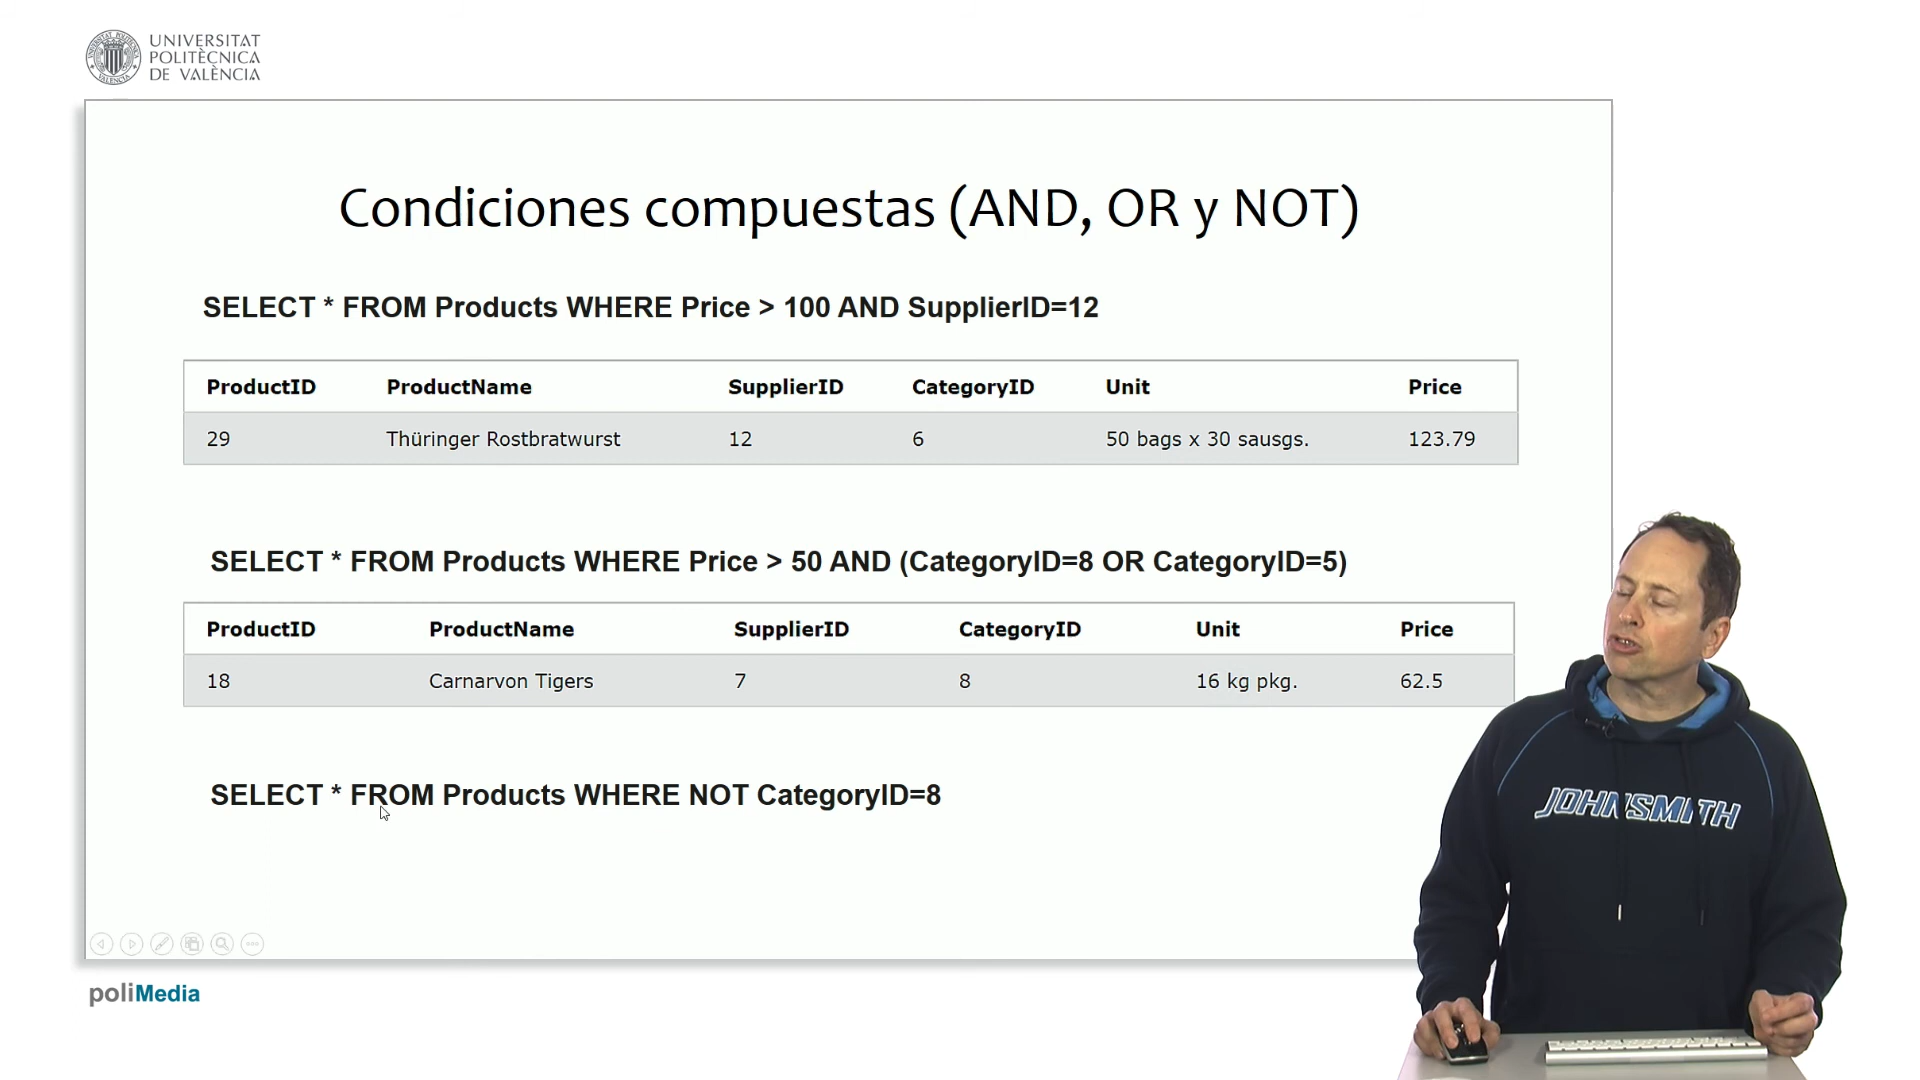 UNIVERSITAT
POLITÈCNICA
DE VALÈNCIA
Condiciones compuestas (AND, OR y NOT)
SELECT * FROM Products WHERE Price > 100 AND SupplierID=12
ProductID ProductName SupplierID CategoryID Unit Price
29 Thüringer Rostbratwurst 12 6 50 bags x 30 sausgs. 123.79
SELECT * FROM Products WHERE Price > 50 AND (CategoryID=8 OR CategoryID=5)
ProductID ProductName SupplierID CategoryID Unit Price
18 Carnarvon Tigers 7 8 16 kg pkg. 62.5
SELECT * FROM Products WHERE NOT CategoryID=8
JOHNSMITH
poliMedia